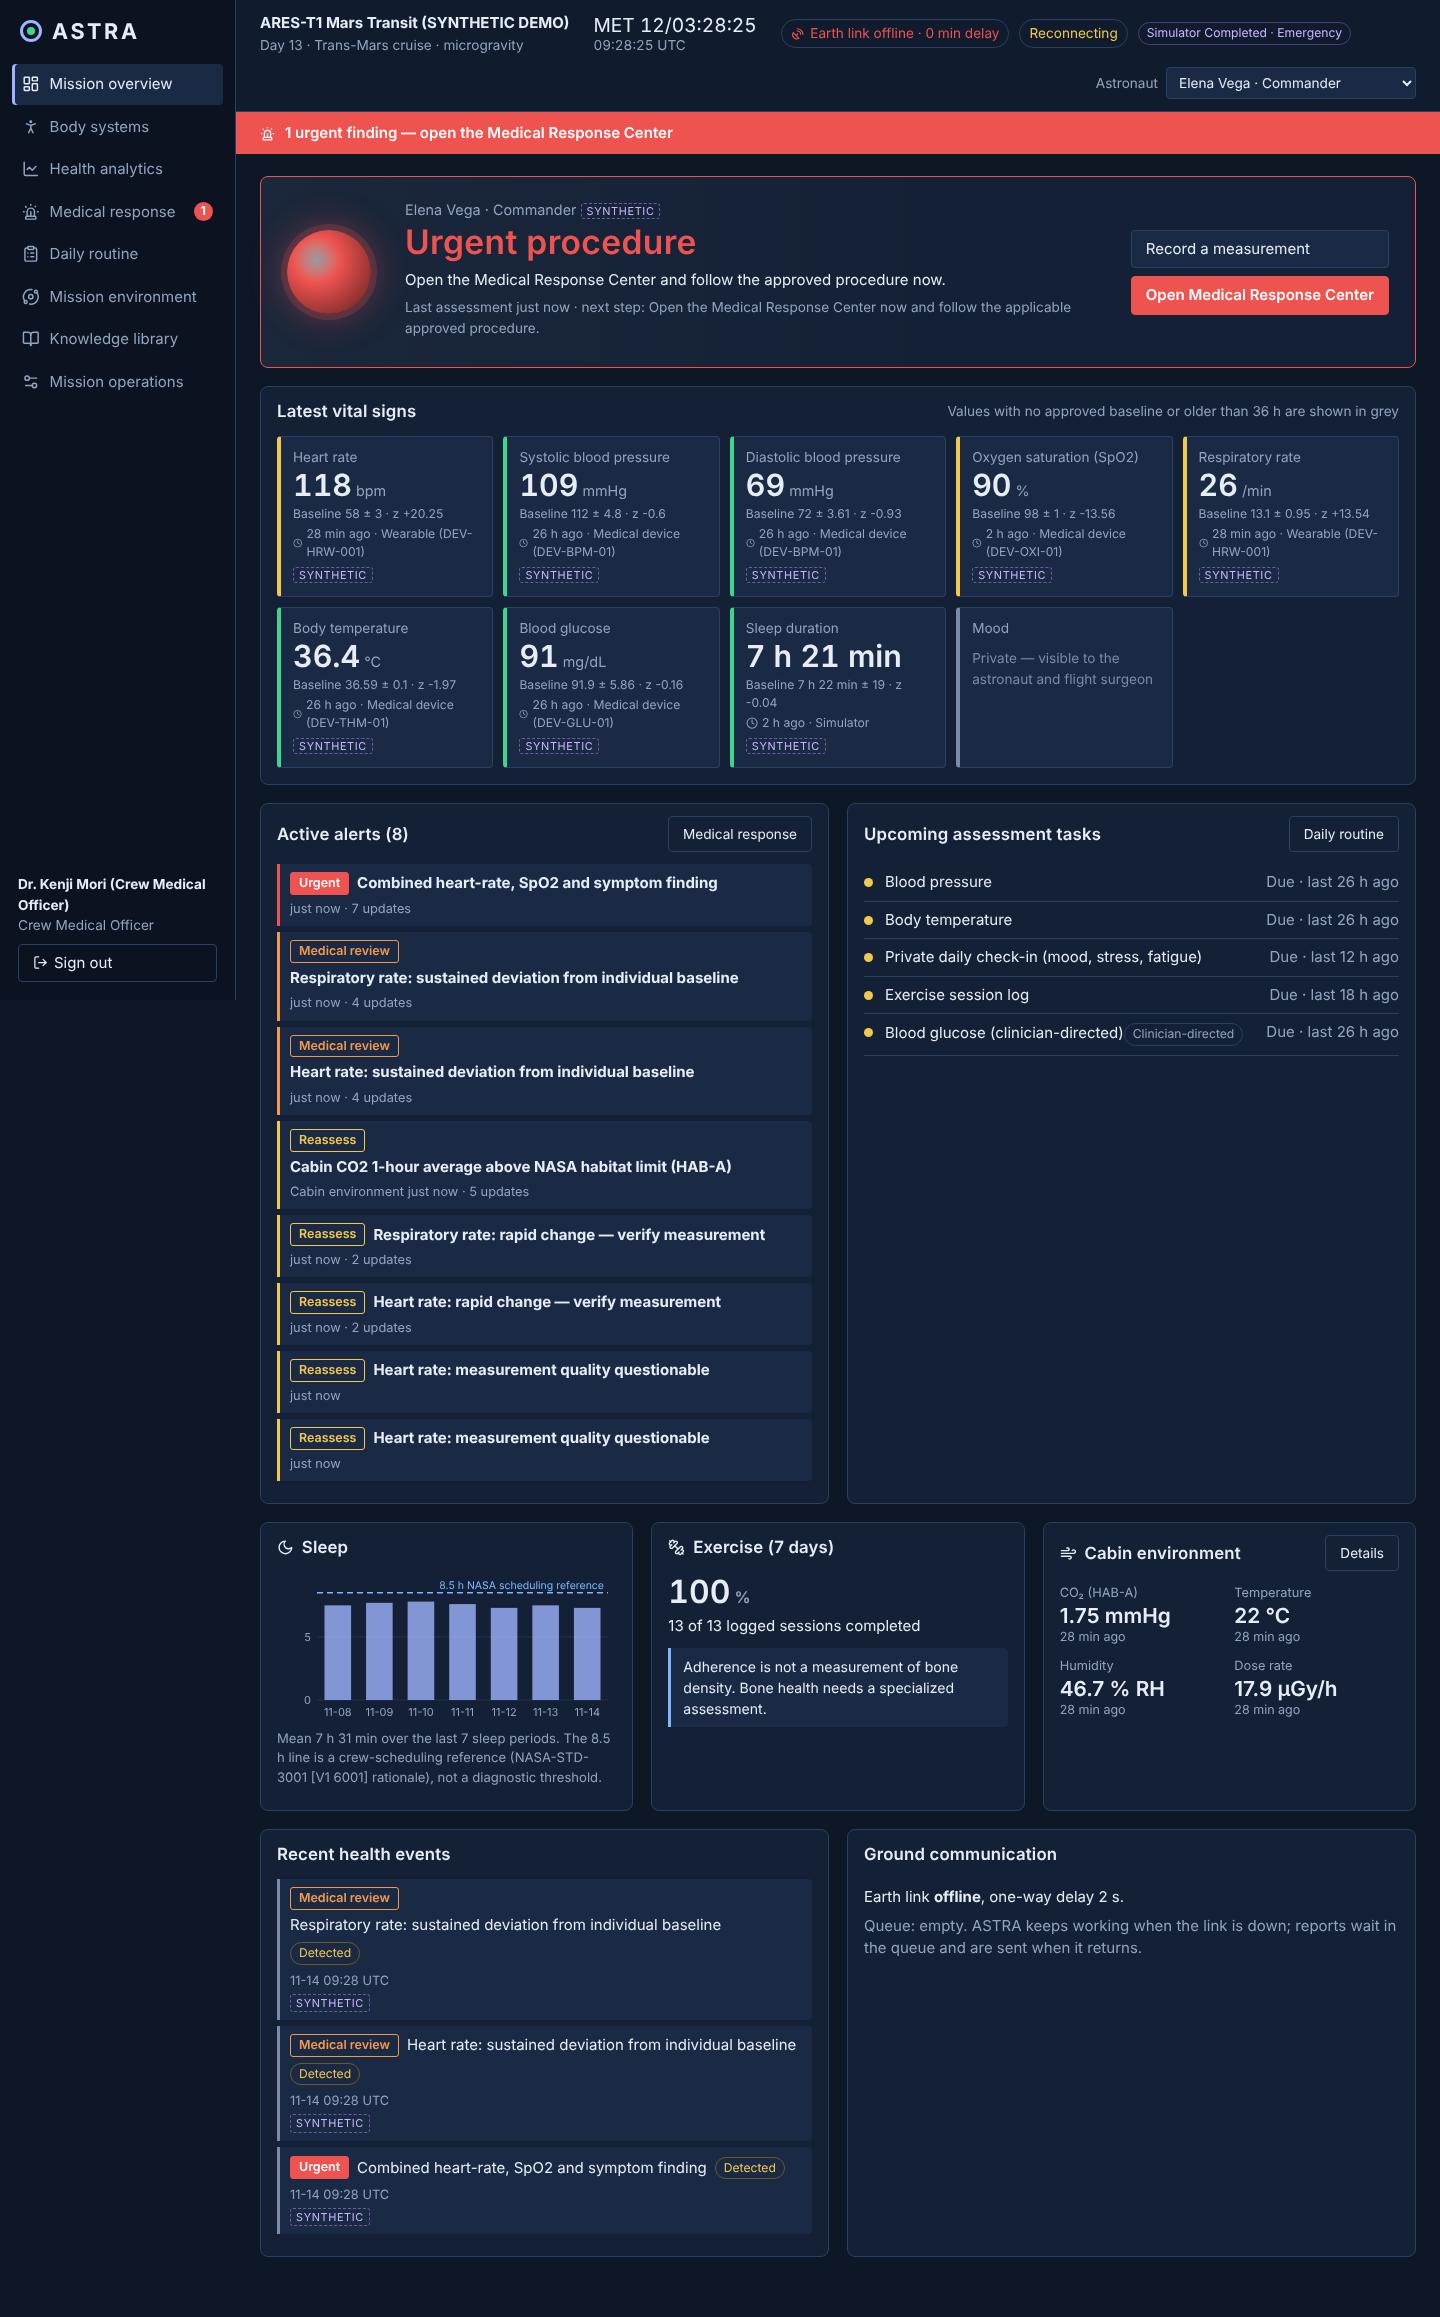 ASTRA
Mission overview
Body systems
Health analytics
Medical response 1
Daily routine
Mission environment
Knowledge library
Mission operations
Dr. Kenji Mori (Crew Medical
Officer)
Crew Medical Officer
Sign out
ARES-T1 Mars Transit (SYNTHETIC DEMO)
Day 13 · Trans-Mars cruise · microgravity
MET 12/03:28:25
09:28:25 UTC
Earth link offline · 0 min delay
Reconnecting
Simulator Completed · Emergency
Astronaut
Elena Vega · Commander
1 urgent finding — open the Medical Response Center
Elena Vega · Commander SYNTHETIC
Urgent procedure
Open the Medical Response Center and follow the approved procedure now.
Last assessment just now · next step: Open the Medical Response Center now and follow the applicable
approved procedure.
Record a measurement
Open Medical Response Center
Latest vital signs
Values with no approved baseline or older than 36 h are shown in grey
Heart rate
118 bpm
Baseline 58 ± 3 · z +20.25
28 min ago · Wearable (DEV-
HRW-001)
SYNTHETIC
Systolic blood pressure
109 mmHg
Baseline 112 ± 4.8 · z -0.6
26 h ago · Medical device
(DEV-BPM-01)
SYNTHETIC
Diastolic blood pressure
69 mmHg
Baseline 72 ± 3.61 · z -0.93
26 h ago · Medical device
(DEV-BPM-01)
SYNTHETIC
Oxygen saturation (SpO2)
90 %
Baseline 98 ± 1 · z -13.56
2 h ago · Medical device
(DEV-OXI-01)
SYNTHETIC
Respiratory rate
26 /min
Baseline 13.1 ± 0.95 · z +13.54
28 min ago · Wearable (DEV-
HRW-001)
SYNTHETIC
Body temperature
36.4 °C
Baseline 36.59 ± 0.1 · z -1.97
26 h ago · Medical device
(DEV-THM-01)
SYNTHETIC
Blood glucose
91 mg/dL
Baseline 91.9 ± 5.86 · z -0.16
26 h ago · Medical device
(DEV-GLU-01)
SYNTHETIC
Sleep duration
7 h 21 min
Baseline 7 h 22 min ± 19 · z
-0.04
2 h ago · Simulator
SYNTHETIC
Mood
Private — visible to the
astronaut and flight surgeon
Active alerts (8)
Medical response
Urgent Combined heart-rate, SpO2 and symptom finding
just now · 7 updates
Medical review
Respiratory rate: sustained deviation from individual baseline
just now · 4 updates
Medical review
Heart rate: sustained deviation from individual baseline
just now · 4 updates
Reassess
Cabin CO2 1-hour average above NASA habitat limit (HAB-A)
Cabin environment just now · 5 updates
Reassess Respiratory rate: rapid change — verify measurement
just now · 2 updates
Reassess Heart rate: rapid change — verify measurement
just now · 2 updates
Reassess Heart rate: measurement quality questionable
just now
Reassess Heart rate: measurement quality questionable
just now
Upcoming assessment tasks
Daily routine
Blood pressure Due · last 26 h ago
Body temperature Due · last 26 h ago
Private daily check-in (mood, stress, fatigue) Due · last 12 h ago
Exercise session log Due · last 18 h ago
Blood glucose (clinician-directed) Clinician-directed Due · last 26 h ago
Sleep
8.5 h NASA scheduling reference
5
0
11-08 11-09 11-10 11-11 11-12 11-13 11-14
Mean 7 h 31 min over the last 7 sleep periods. The 8.5
h line is a crew-scheduling reference (NASA-STD-
3001 [V1 6001] rationale), not a diagnostic threshold.
Exercise (7 days)
100 %
13 of 13 logged sessions completed
Adherence is not a measurement of bone
density. Bone health needs a specialized
assessment.
Cabin environment
Details
CO₂ (HAB-A)
1.75 mmHg
28 min ago
Temperature
22 °C
28 min ago
Humidity
46.7 % RH
28 min ago
Dose rate
17.9 µGy/h
28 min ago
Recent health events
Medical review
Respiratory rate: sustained deviation from individual baseline
Detected
11-14 09:28 UTC
SYNTHETIC
Medical review Heart rate: sustained deviation from individual baseline
Detected
11-14 09:28 UTC
SYNTHETIC
Urgent Combined heart-rate, SpO2 and symptom finding Detected
11-14 09:28 UTC
SYNTHETIC
Ground communication
Earth link offline, one-way delay 2 s.
Queue: empty. ASTRA keeps working when the link is down; reports wait in
the queue and are sent when it returns.